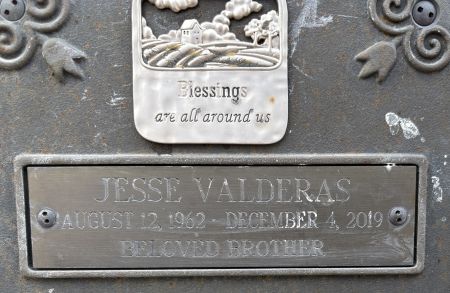 Blessings
are all around us
JESSE VALDERAS
AUGUST 12, 1962 - DECEMBER 4, 2019
BELOVED BROTHER